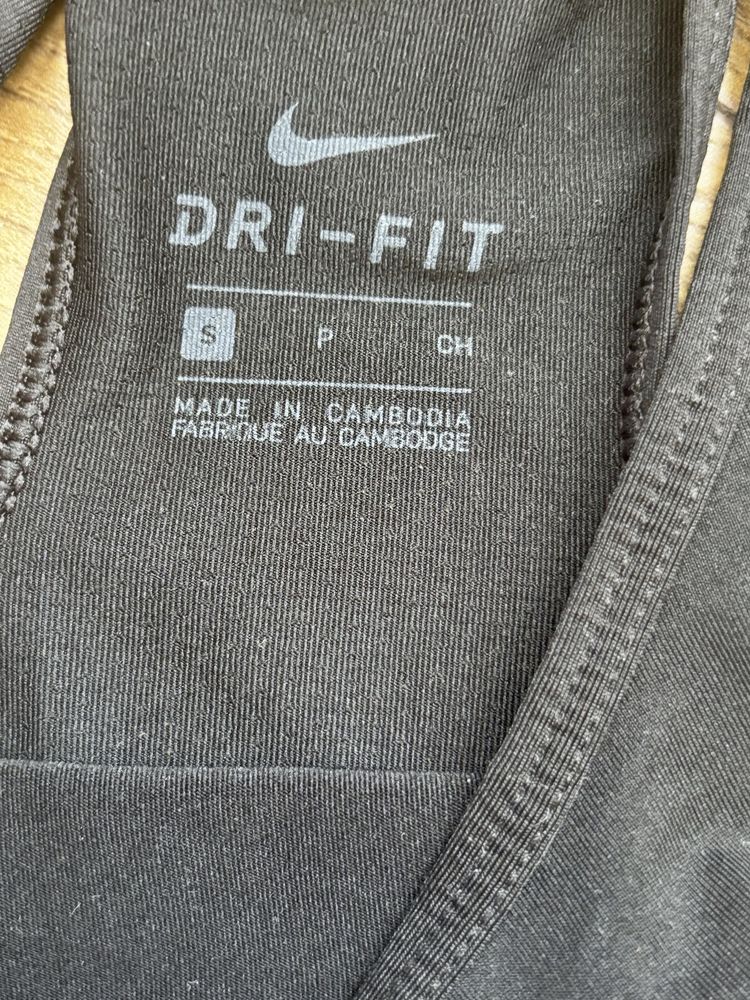 DRI-FIT
S P CH
MADE IN CAMBODIA
FABRIQUE AU CAMBODGE